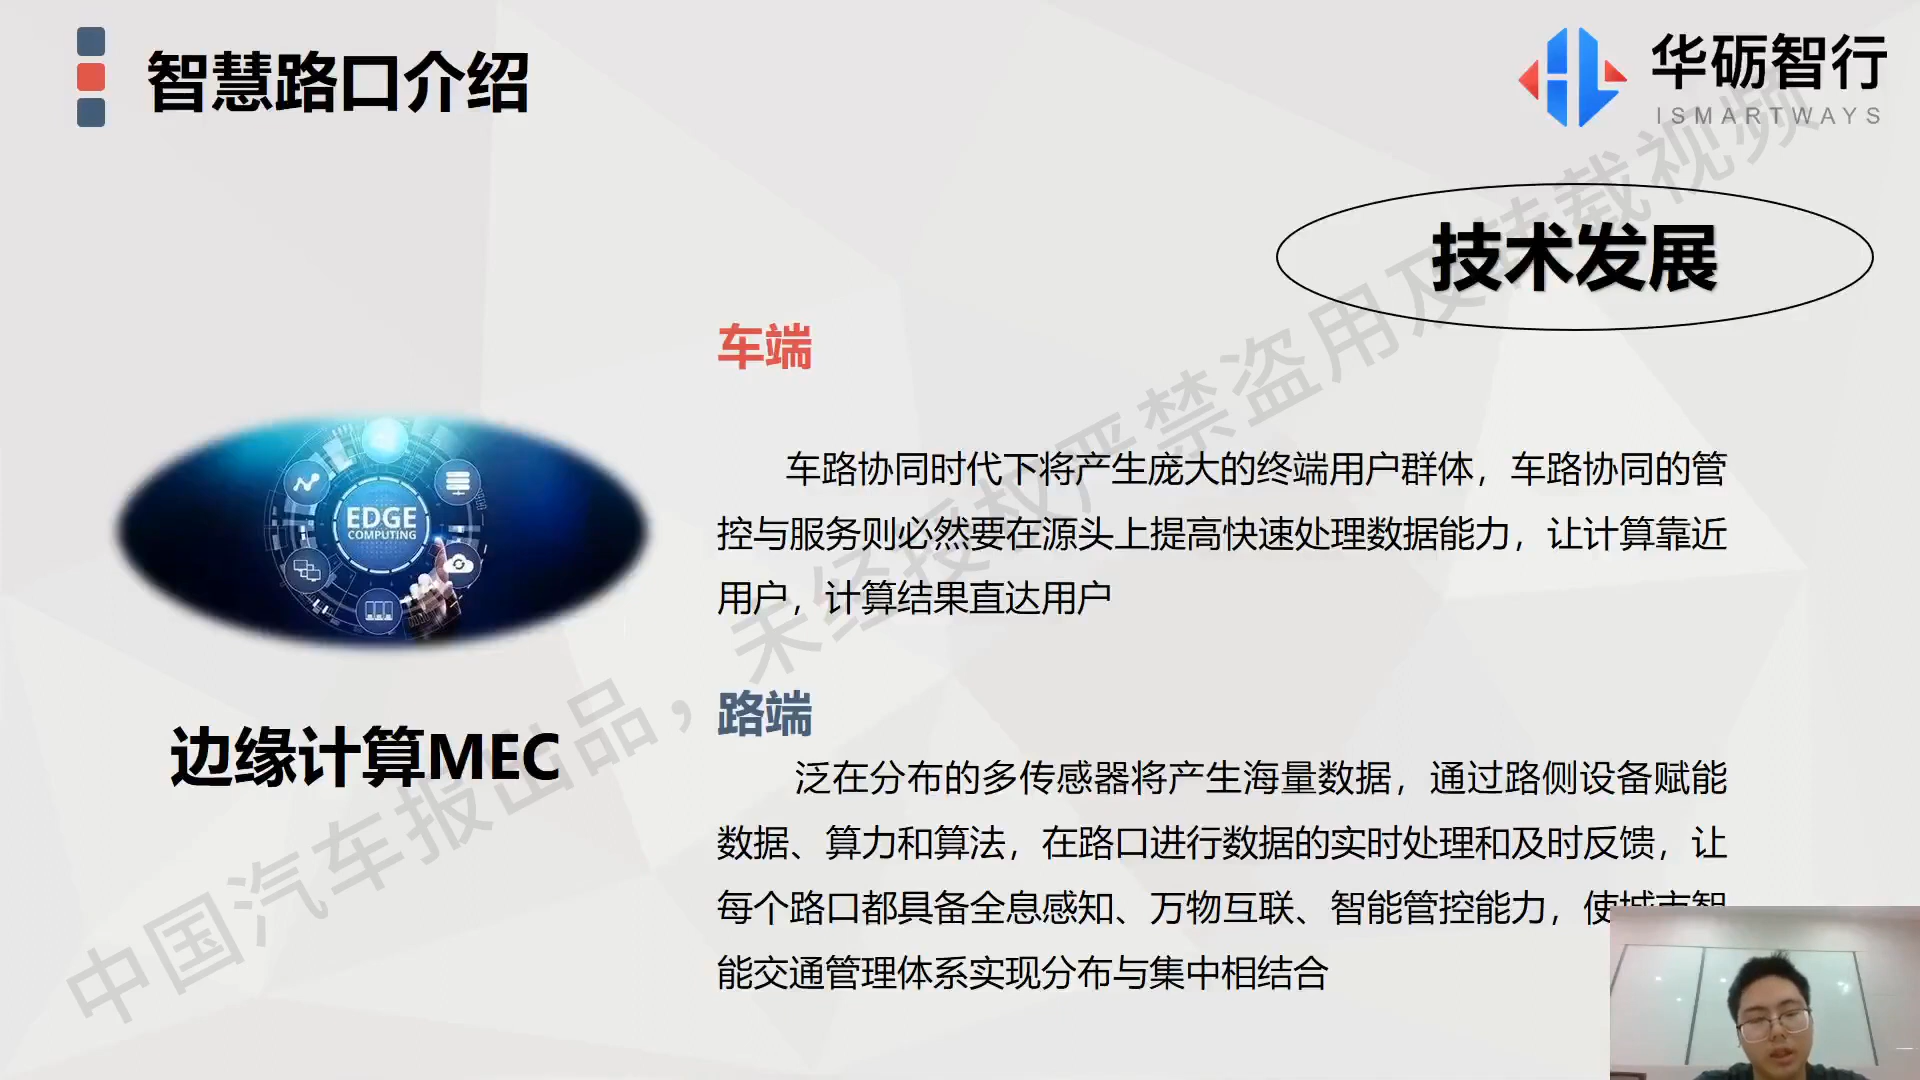 智慧路口介绍
华砺智行
ISMARTWAYS
技术发展
车端
车路协同时代下将产生庞大的终端用户群体，车路协同的管
控与服务则必然要在源头上提高快速处理数据能力，让计算靠近
用户，计算结果直达用户
EDGE
COMPUTING
边缘计算MEC
路端
泛在分布的多传感器将产生海量数据，通过路侧设备赋能
数据、算力和算法，在路口进行数据的实时处理和及时反馈，让
每个路口都具备全息感知、万物互联、智能管控能力，使城市智
能交通管理体系实现分布与集中相结合
中国汽车报出品，未经授权严禁盗用及转载视频